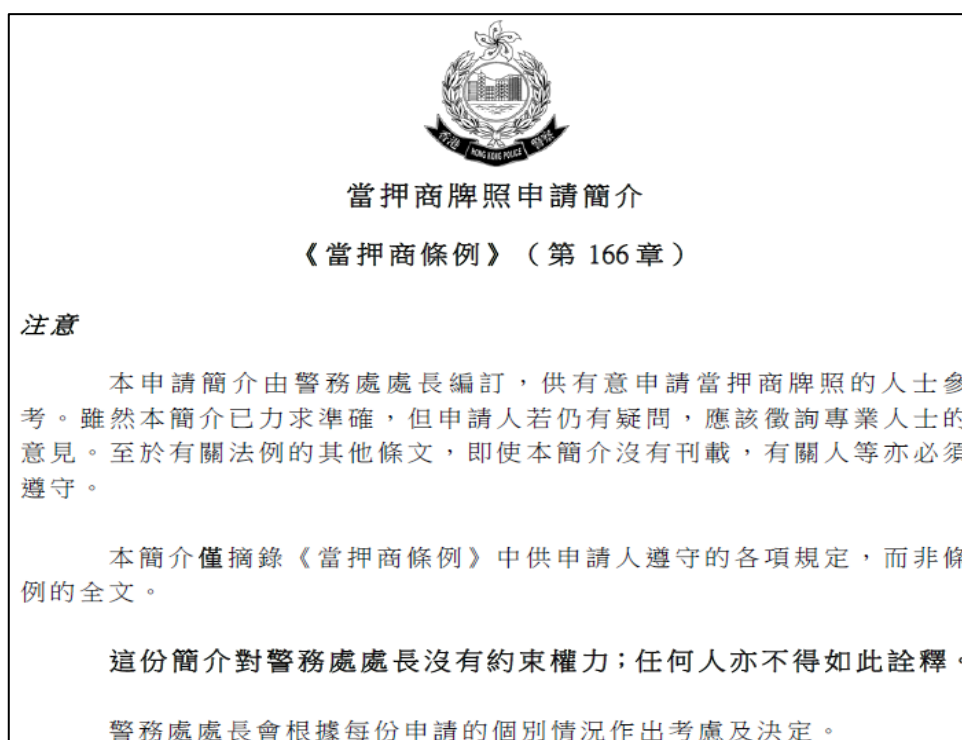 香港 HONG KONG POLICE 警察
當押商牌照申請簡介
《當押商條例》（第 166 章）
注意
本申請簡介由警務處處長編訂，供有意申請當押商牌照的人士參
考。雖然本簡介已力求準確，但申請人若仍有疑問，應該徵詢專業人士的
意見。至於有關法例的其他條文，即使本簡介沒有刊載，有關人等亦必須
遵守。
本簡介僅摘錄《當押商條例》中供申請人遵守的各項規定，而非條
例的全文。
這份簡介對警務處處長沒有約束權力；任何人亦不得如此詮釋。
警務處處長會根據每份申請的個別情況作出考慮及決定。